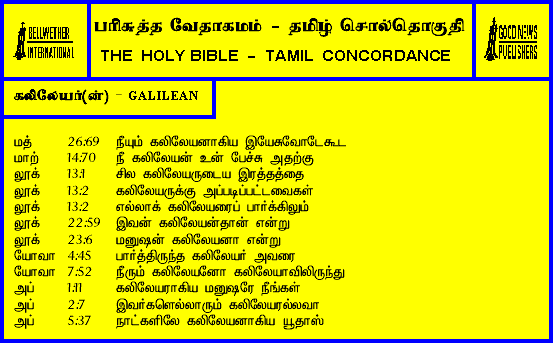 BELLWETHER INTERNATIONAL
பரிசுத்த வேதாகமம் - தமிழ் சொல்தொகுதி
THE HOLY BIBLE - TAMIL CONCORDANCE
GOOD NEWS PUBLISHERS
கலிலேயர்(ன்) - GALILEAN
மத் 26:69 நீயும் கலிலேயனாகிய இயேசுவோடேகூட
மாற் 14:70 நீ கலிலேயன் உன் பேச்சு அதற்கு
லூக் 13:1 சில கலிலேயருடைய இரத்தத்தை
லூக் 13:2 கலிலேயருக்கு அப்படிப்பட்டவைகள்
லூக் 13:2 எல்லாக் கலிலேயரைப் பார்க்கிலும்
லூக் 22:59 இவன் கலிலேயன்தான் என்று
லூக் 23:6 மனுஷன் கலிலேயனா என்று
யோவா 4:45 பார்த்திருந்த கலிலேயர் அவரை
யோவா 7:52 நீரும் கலிலேயனோ கலிலேயாவிலிருந்து
அப் 1:11 கலிலேயராகிய மனுஷரே நீங்கள்
அப் 2:7 இவர்களெல்லாரும் கலிலேயரல்லவா
அப் 5:37 நாட்களிலே கலிலேயனாகிய யூதாஸ்